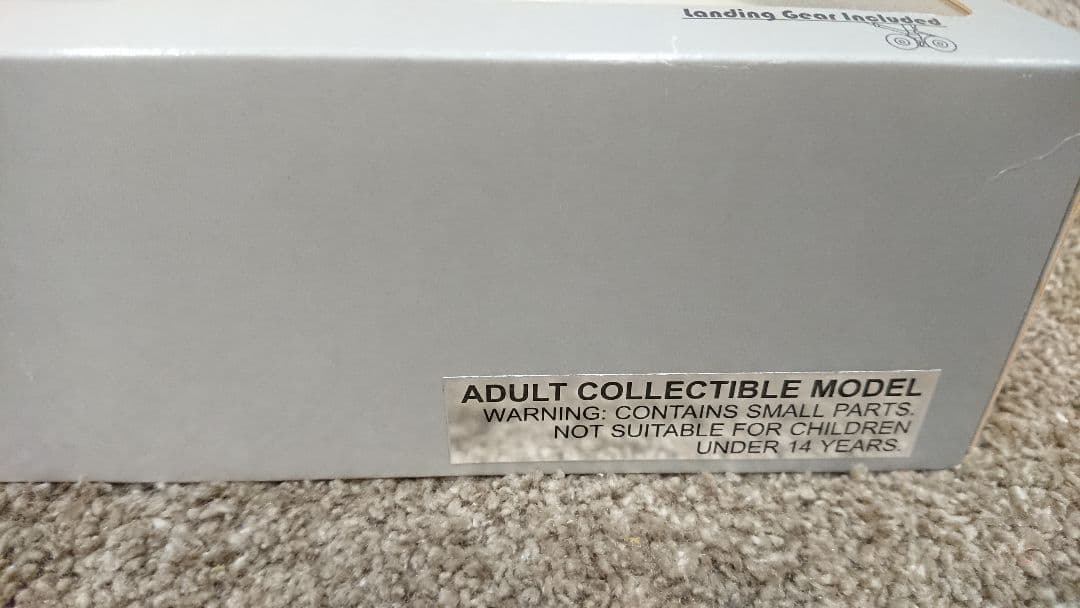 Landing Gear Included
ADULT COLLECTIBLE MODEL
WARNING: CONTAINS SMALL PARTS.
NOT SUITABLE FOR CHILDREN
UNDER 14 YEARS.